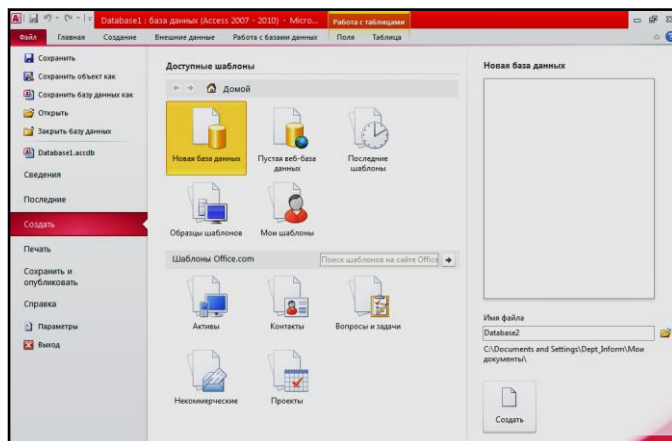 Database1 : база данных (Access 2007 - 2010) - Micro...
Работа с таблицами
Файл Главная Создание Внешние данные Работа с базами данных Поля Таблица
Сохранить
Сохранить объект как
Сохранить базу данных как
Открыть
Закрыть базу данных
Database1.accdb
Сведения
Последние
Создать
Печать
Сохранить и
опубликовать
Справка
Параметры
Выход
Доступные шаблоны
Домой
Новая база данных
Пустая веб-база
данных
Последние
шаблоны
Образцы шаблонов
Мои шаблоны
Шаблоны Office.com
Поиск шаблонов на сайте Office
Активы
Контакты
Вопросы и задачи
Некоммерческие
Проекты
Новая база данных
Имя файла
Database2
C:\Documents and Settings\Dept_Inform\Мои
документы\
Создать